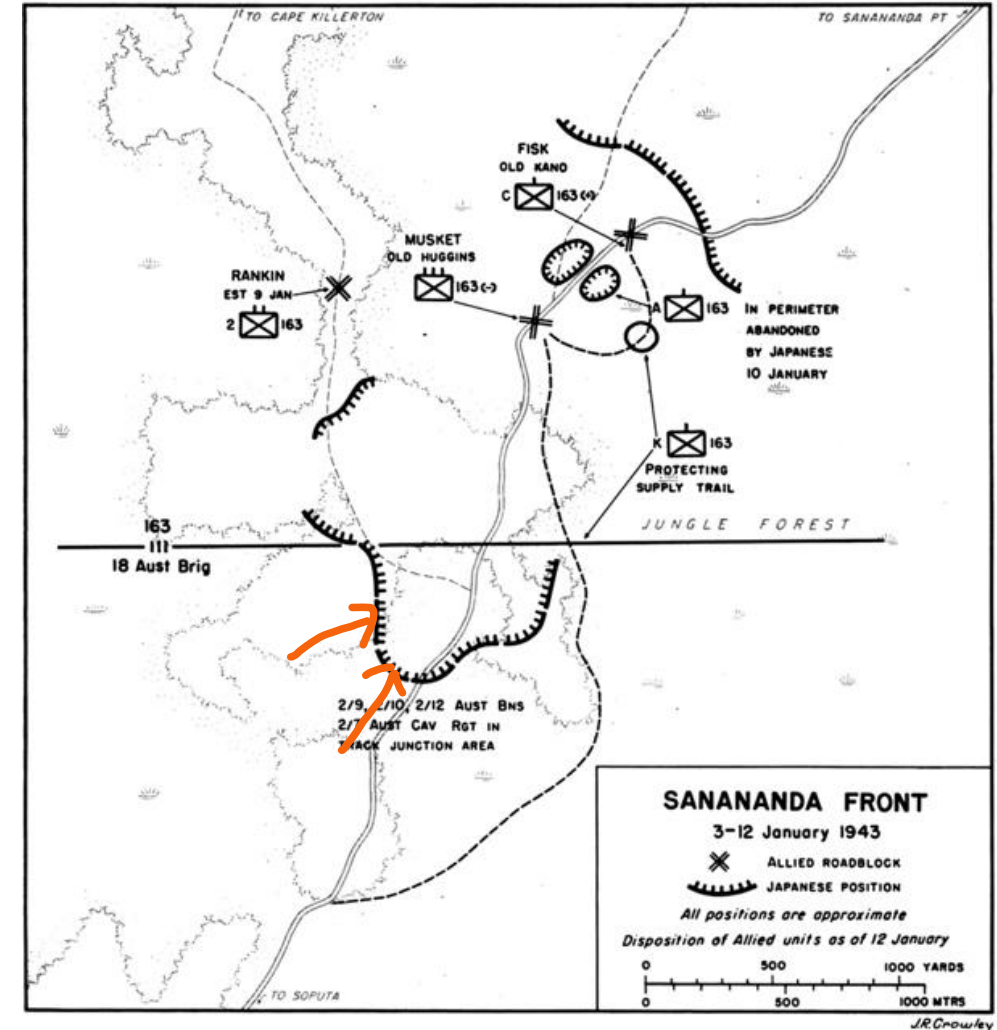 TO CAPE KILLERTON
TO SANANANDA PT
FISK
OLD KANO
C 163 (+)
MUSKET
OLD HUGGINS
163 (-)
RANKIN
EST 9 JAN
2 163
A 163
IN PERIMETER
ABANDONED
BY JAPANESE
10 JANUARY
K 163
PROTECTING
SUPPLY TRAIL
JUNGLE FOREST
163
18 Aust Brig
2/9, 2/10, 2/12 AUST BNS
2/7 AUST CAV RGT IN
TRACK JUNCTION AREA
TO SOPUTA
SANANANDA FRONT
3-12 January 1943
ALLIED ROADBLOCK
JAPANESE POSITION
All positions are approximate
Disposition of Allied units as of 12 January
0 500 1000 YARDS
0 500 1000 MTRS
J.R.Crowley